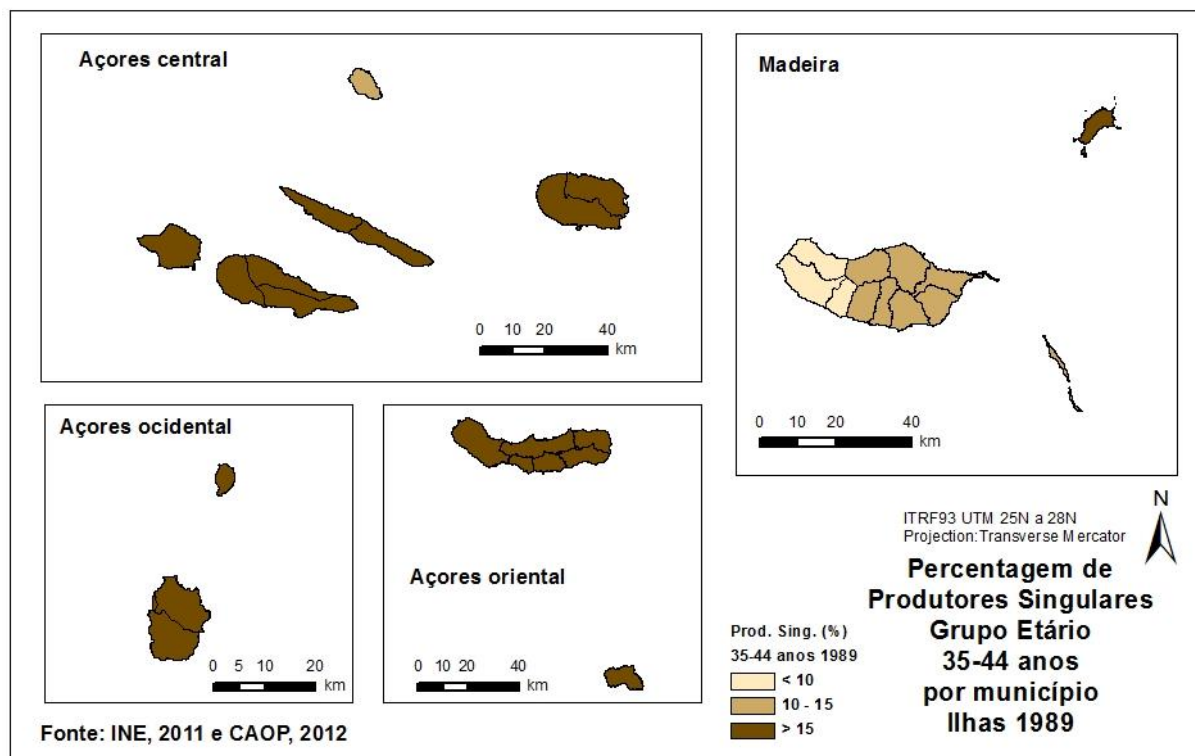 Açores central
0 10 20 40
km
Madeira
0 10 20 40
km
Açores ocidental
0 5 10 20
km
Açores oriental
0 10 20 40
km
ITRF93 UTM 25N a 28N
Projection:Transverse Mercator
N
Percentagem de
Produtores Singulares
Grupo Etário
35-44 anos
por município
Ilhas 1989
Prod. Sing. (%)
35-44 anos 1989
< 10
10 - 15
> 15
Fonte: INE, 2011 e CAOP, 2012